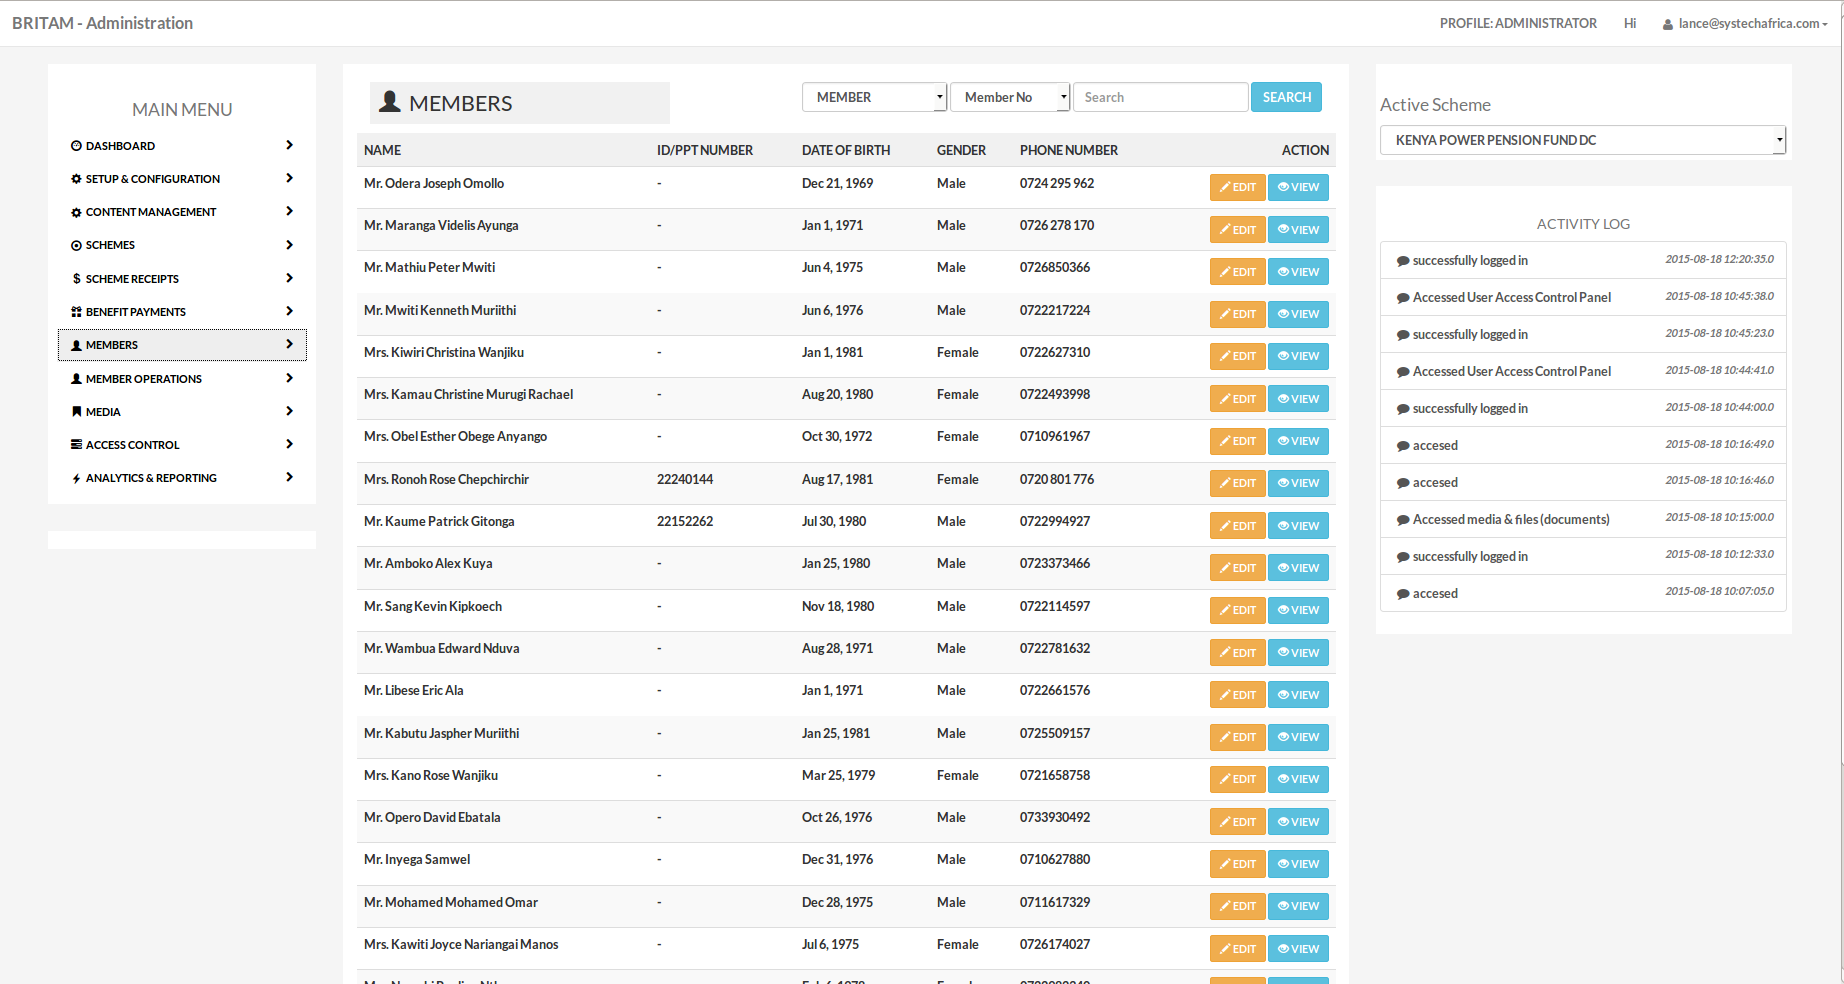 BRITAM - Administration
PROFILE: ADMINISTRATOR Hi lance@systechafrica.com
MAIN MENU
DASHBOARD
SETUP & CONFIGURATION
CONTENT MANAGEMENT
SCHEMES
SCHEME RECEIPTS
BENEFIT PAYMENTS
MEMBERS
MEMBER OPERATIONS
MEDIA
ACCESS CONTROL
ANALYTICS & REPORTING
MEMBERS
MEMBER Member No Search SEARCH
NAME ID/PPT NUMBER DATE OF BIRTH GENDER PHONE NUMBER ACTION
Mr. Odera Joseph Omollo - Dec 21, 1969 Male 0724 295 962 EDIT VIEW
Mr. Maranga Videlis Ayunga - Jan 1, 1971 Male 0726 278 170 EDIT VIEW
Mr. Mathiu Peter Mwiti - Jun 4, 1975 Male 0726850366 EDIT VIEW
Mr. Mwiti Kenneth Muriithi - Jun 6, 1976 Male 0722217224 EDIT VIEW
Mrs. Kiwiri Christina Wanjiku - Jan 1, 1981 Female 0722627310 EDIT VIEW
Mrs. Kamau Christine Murugi Rachael - Aug 20, 1980 Female 0722493998 EDIT VIEW
Mrs. Obel Esther Obege Anyango - Oct 30, 1972 Female 0710961967 EDIT VIEW
Mrs. Ronoh Rose Chepchirchir 22240144 Aug 17, 1981 Female 0720 801 776 EDIT VIEW
Mr. Kaume Patrick Gitonga 22152262 Jul 30, 1980 Male 0722994927 EDIT VIEW
Mr. Amboko Alex Kuya - Jan 25, 1980 Male 0723373466 EDIT VIEW
Mr. Sang Kevin Kipkoech - Nov 18, 1980 Male 0722114597 EDIT VIEW
Mr. Wambua Edward Nduva - Aug 28, 1971 Male 0722781632 EDIT VIEW
Mr. Libese Eric Ala - Jan 1, 1971 Male 0722661576 EDIT VIEW
Mr. Kabutu Jaspher Muriithi - Jan 25, 1981 Male 0725509157 EDIT VIEW
Mrs. Kano Rose Wanjiku - Mar 25, 1979 Female 0721658758 EDIT VIEW
Mr. Opero David Ebatala - Oct 26, 1976 Male 0733930492 EDIT VIEW
Mr. Inyega Samwel - Dec 31, 1976 Male 0710627880 EDIT VIEW
Mr. Mohamed Mohamed Omar - Dec 28, 1975 Male 0711617329 EDIT VIEW
Mrs. Kawiti Joyce Nariangai Manos - Jul 6, 1975 Female 0726174027 EDIT VIEW
Active Scheme
KENYA POWER PENSION FUND DC
ACTIVITY LOG
successfully logged in 2015-08-18 12:20:35.0
Accessed User Access Control Panel 2015-08-18 10:45:38.0
successfully logged in 2015-08-18 10:45:23.0
Accessed User Access Control Panel 2015-08-18 10:44:41.0
successfully logged in 2015-08-18 10:44:00.0
accesed 2015-08-18 10:16:49.0
accesed 2015-08-18 10:16:46.0
Accessed media & files (documents) 2015-08-18 10:15:00.0
successfully logged in 2015-08-18 10:12:33.0
accesed 2015-08-18 10:07:05.0